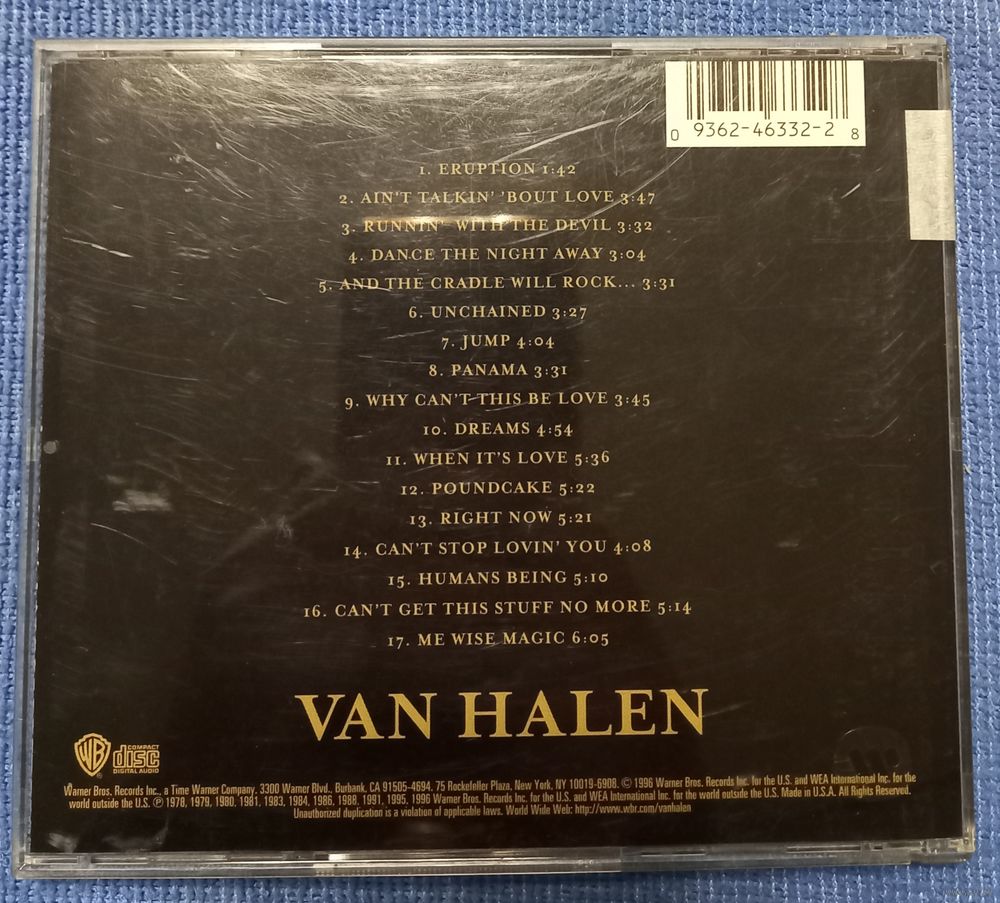 0 9362-46332-2 8
1. ERUPTION 1:42
2. AIN'T TALKIN' 'BOUT LOVE 3:47
3. RUNNIN' WITH THE DEVIL 3:32
4. DANCE THE NIGHT AWAY 3:04
5. AND THE CRADLE WILL ROCK... 3:31
6. UNCHAINED 3:27
7. JUMP 4:04
8. PANAMA 3:31
9. WHY CAN'T THIS BE LOVE 3:45
10. DREAMS 4:54
11. WHEN IT'S LOVE 5:36
12. POUNDCAKE 5:22
13. RIGHT NOW 5:21
14. CAN'T STOP LOVIN' YOU 4:08
15. HUMANS BEING 5:10
16. CAN'T GET THIS STUFF NO MORE 5:14
17. ME WISE MAGIC 6:05
VAN HALEN
WB
COMPACT
disc
DIGITAL AUDIO
Warner Bros. Records Inc., a Time Warner Company. 3300 Warner Blvd., Burbank, CA 91505-4694. 75 Rockefeller Plaza, New York, NY 10019-6908. © 1996 Warner Bros. Records Inc. for the U.S. and WEA International Inc. for the
world outside the U.S. ℗ 1978, 1979, 1980, 1981, 1983, 1984, 1986, 1988, 1991, 1995, 1996 Warner Bros. Records Inc. for the U.S. and WEA International Inc. for the world outside the U.S. Made in U.S.A. All Rights Reserved.
Unauthorized duplication is a violation of applicable laws. World Wide Web: http://www.wbr.com/vanhalen